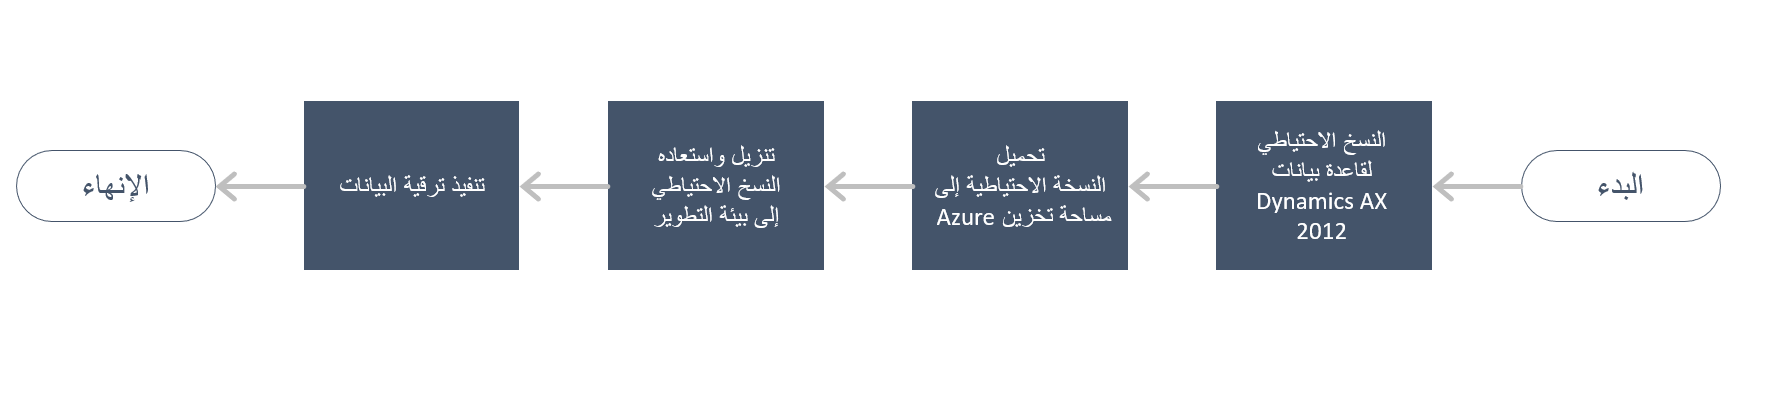 البدء
النسخ الاحتياطي
لقاعدة بيانات
Dynamics AX
2012
تحميل
النسخة الاحتياطية إلى
مساحة تخزين Azure
تنزيل واستعاده
النسخ الاحتياطي
إلى بيئة التطوير
تنفيذ ترقية البيانات
الإنهاء